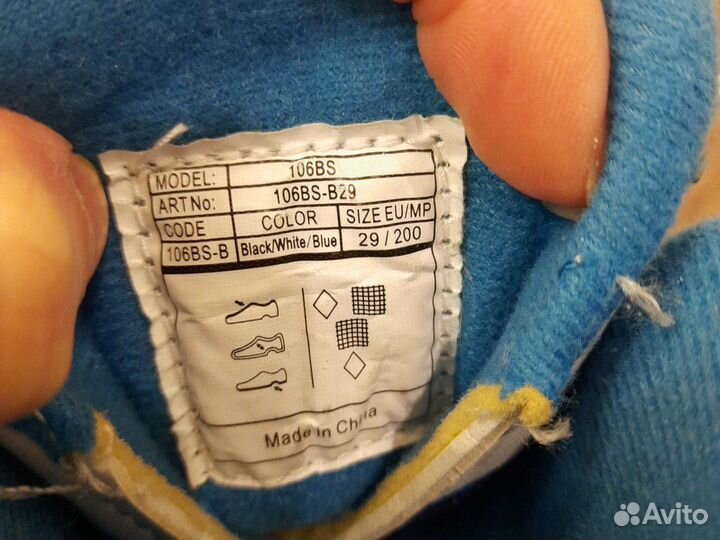 MODEL: 106BS
ART No: 106BS-B29
CODE COLOR SIZE EU/MP
106BS-B Black/White/Blue 29 / 200
Made in China
Avito